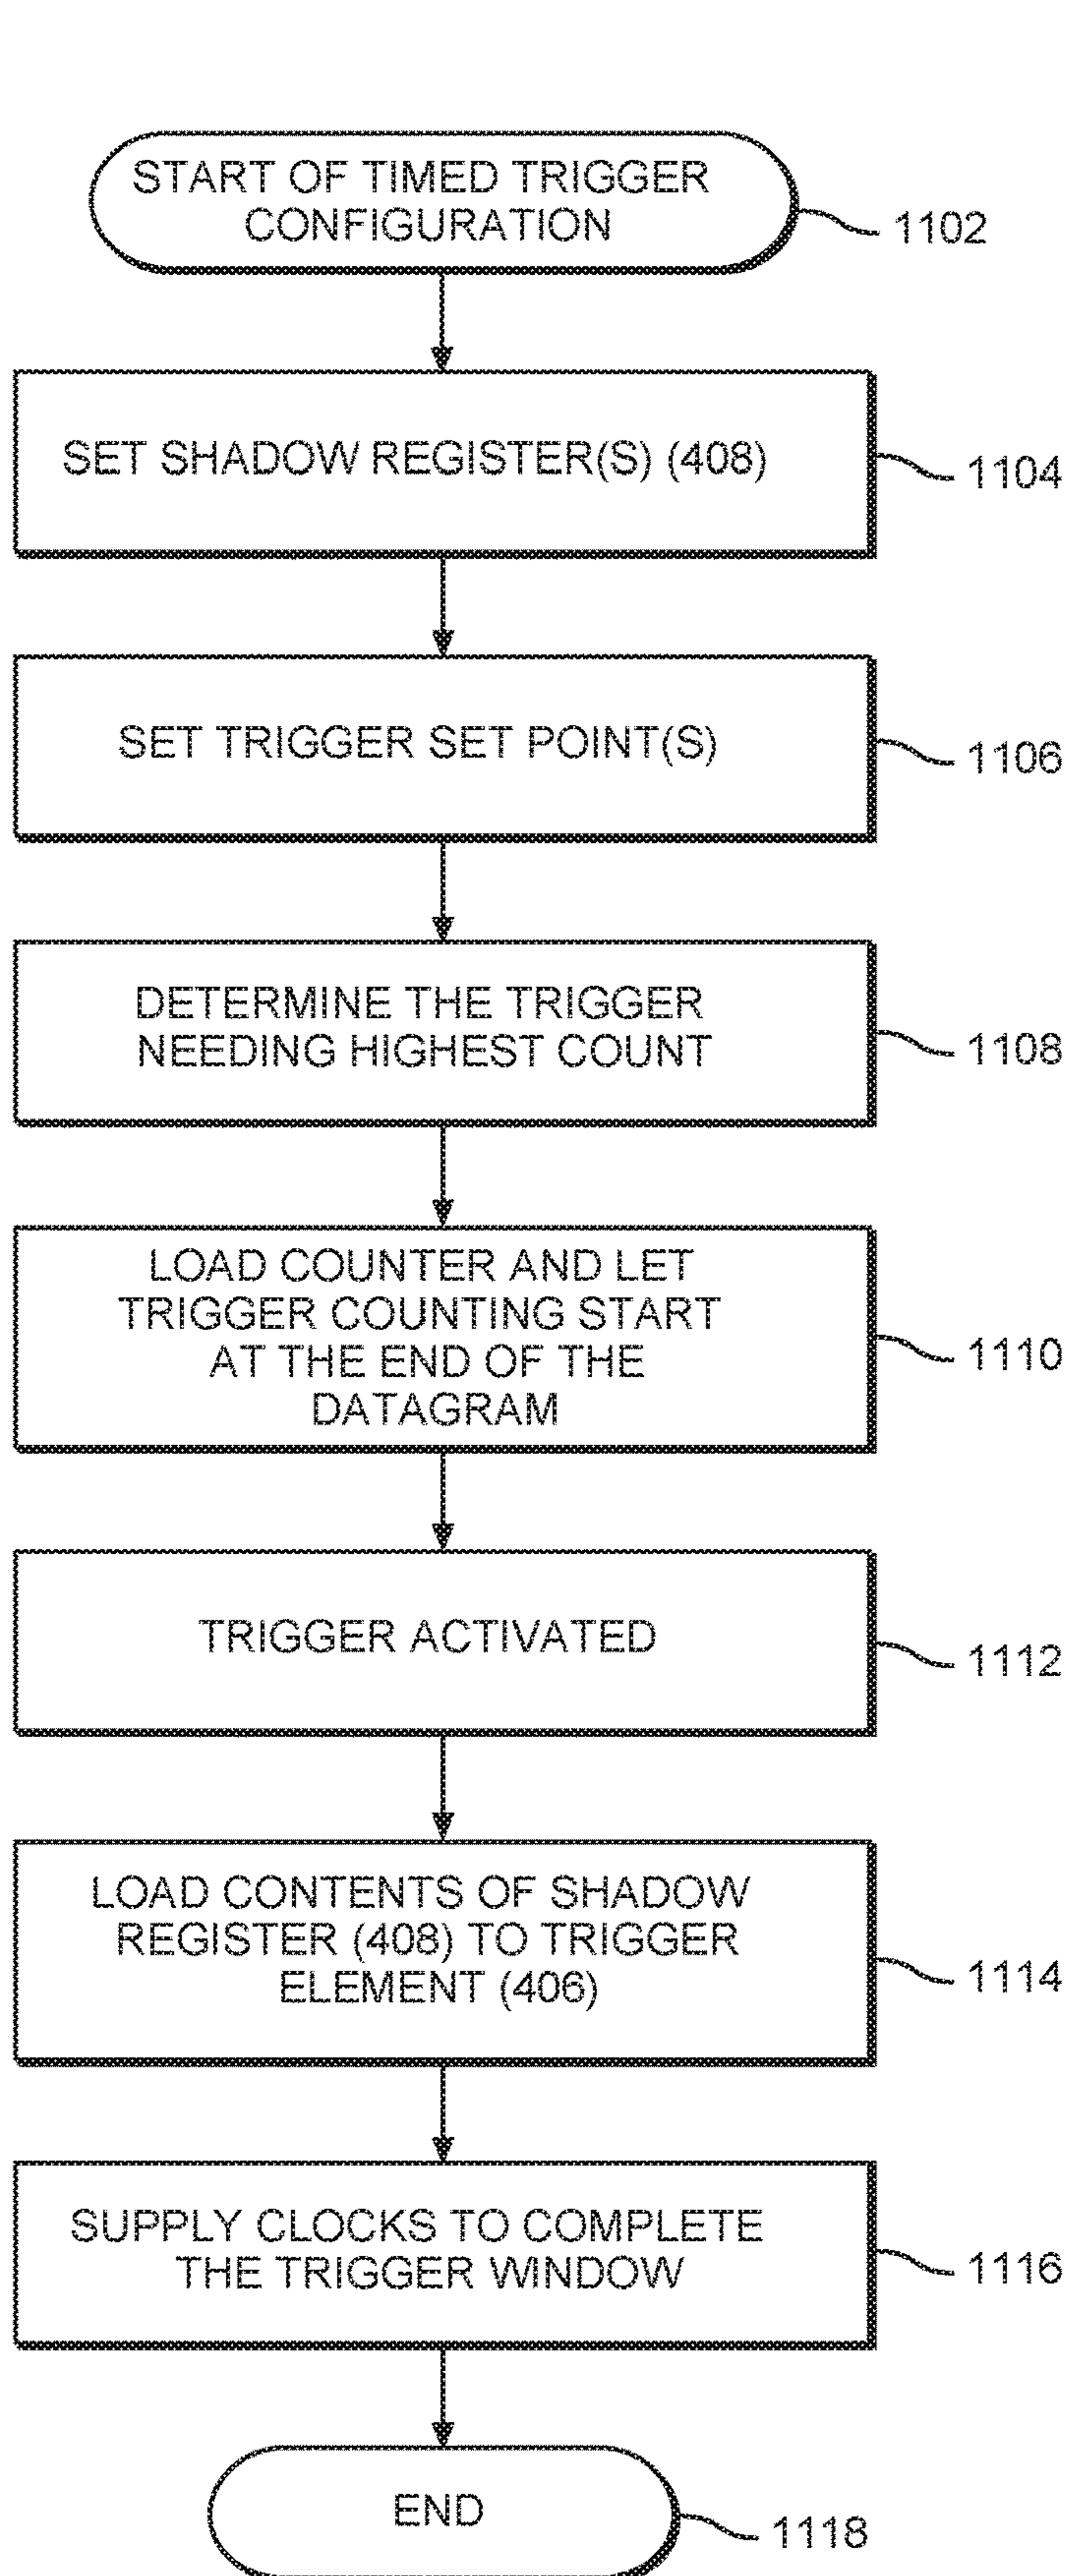 START OF TIMED TRIGGER
CONFIGURATION
1102
SET SHADOW REGISTER(S) (408)
1104
SET TRIGGER SET POINT(S)
1106
DETERMINE THE TRIGGER
NEEDING HIGHEST COUNT
1108
LOAD COUNTER AND LET
TRIGGER COUNTING START
AT THE END OF THE
DATAGRAM
1110
TRIGGER ACTIVATED
1112
LOAD CONTENTS OF SHADOW
REGISTER (408) TO TRIGGER
ELEMENT (406)
1114
SUPPLY CLOCKS TO COMPLETE
THE TRIGGER WINDOW
1116
END
1118